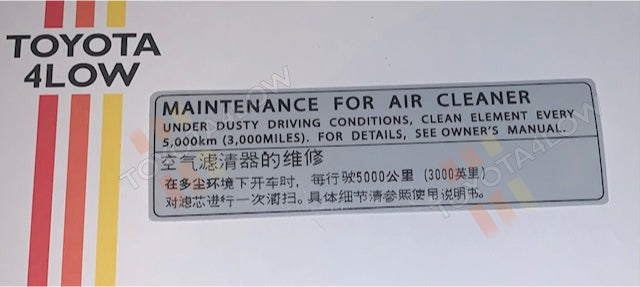 TOYOTA
4LOW
MAINTENANCE FOR AIR CLEANER
UNDER DUSTY DRIVING CONDITIONS, CLEAN ELEMENT EVERY
5,000km (3,000MILES). FOR DETAILS, SEE OWNER'S MANUAL.
空气滤清器的维修
在多尘环境下开车时，每行驶5000公里（3000英里）
对滤芯进行一次清扫。具体细节请参照使用说明书。
TOYOTA4LOW
TOYOTA4LOW